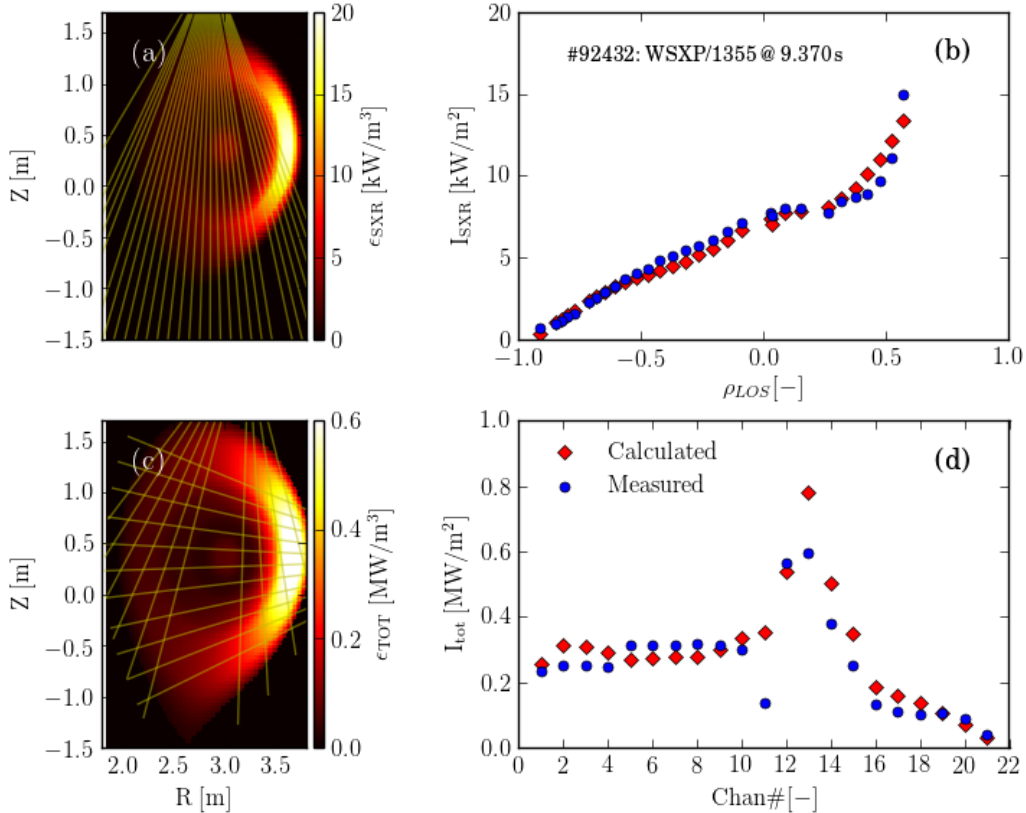 (a)
1.5
1.0
0.5
0.0
−0.5
−1.0
−1.5
Z [m]
20
15
10
5
0
ϵSXR [kW/m³]
(b)
#92432: WSXP/1355 @ 9.370s
20
15
10
5
0
ISXR [kW/m²]
−1.0
−0.5
0.0
0.5
1.0
ρLOS[−]
(c)
1.5
1.0
0.5
0.0
−0.5
−1.0
−1.5
Z [m]
2.0 2.5 3.0 3.5
R [m]
0.6
0.4
0.2
0.0
ϵTOT [MW/m³]
(d)
Calculated
Measured
1.0
0.8
0.6
0.4
0.2
0.0
Itot [MW/m²]
0 2 4 6 8 10 12 14 16 18 20 22
Chan#[−]